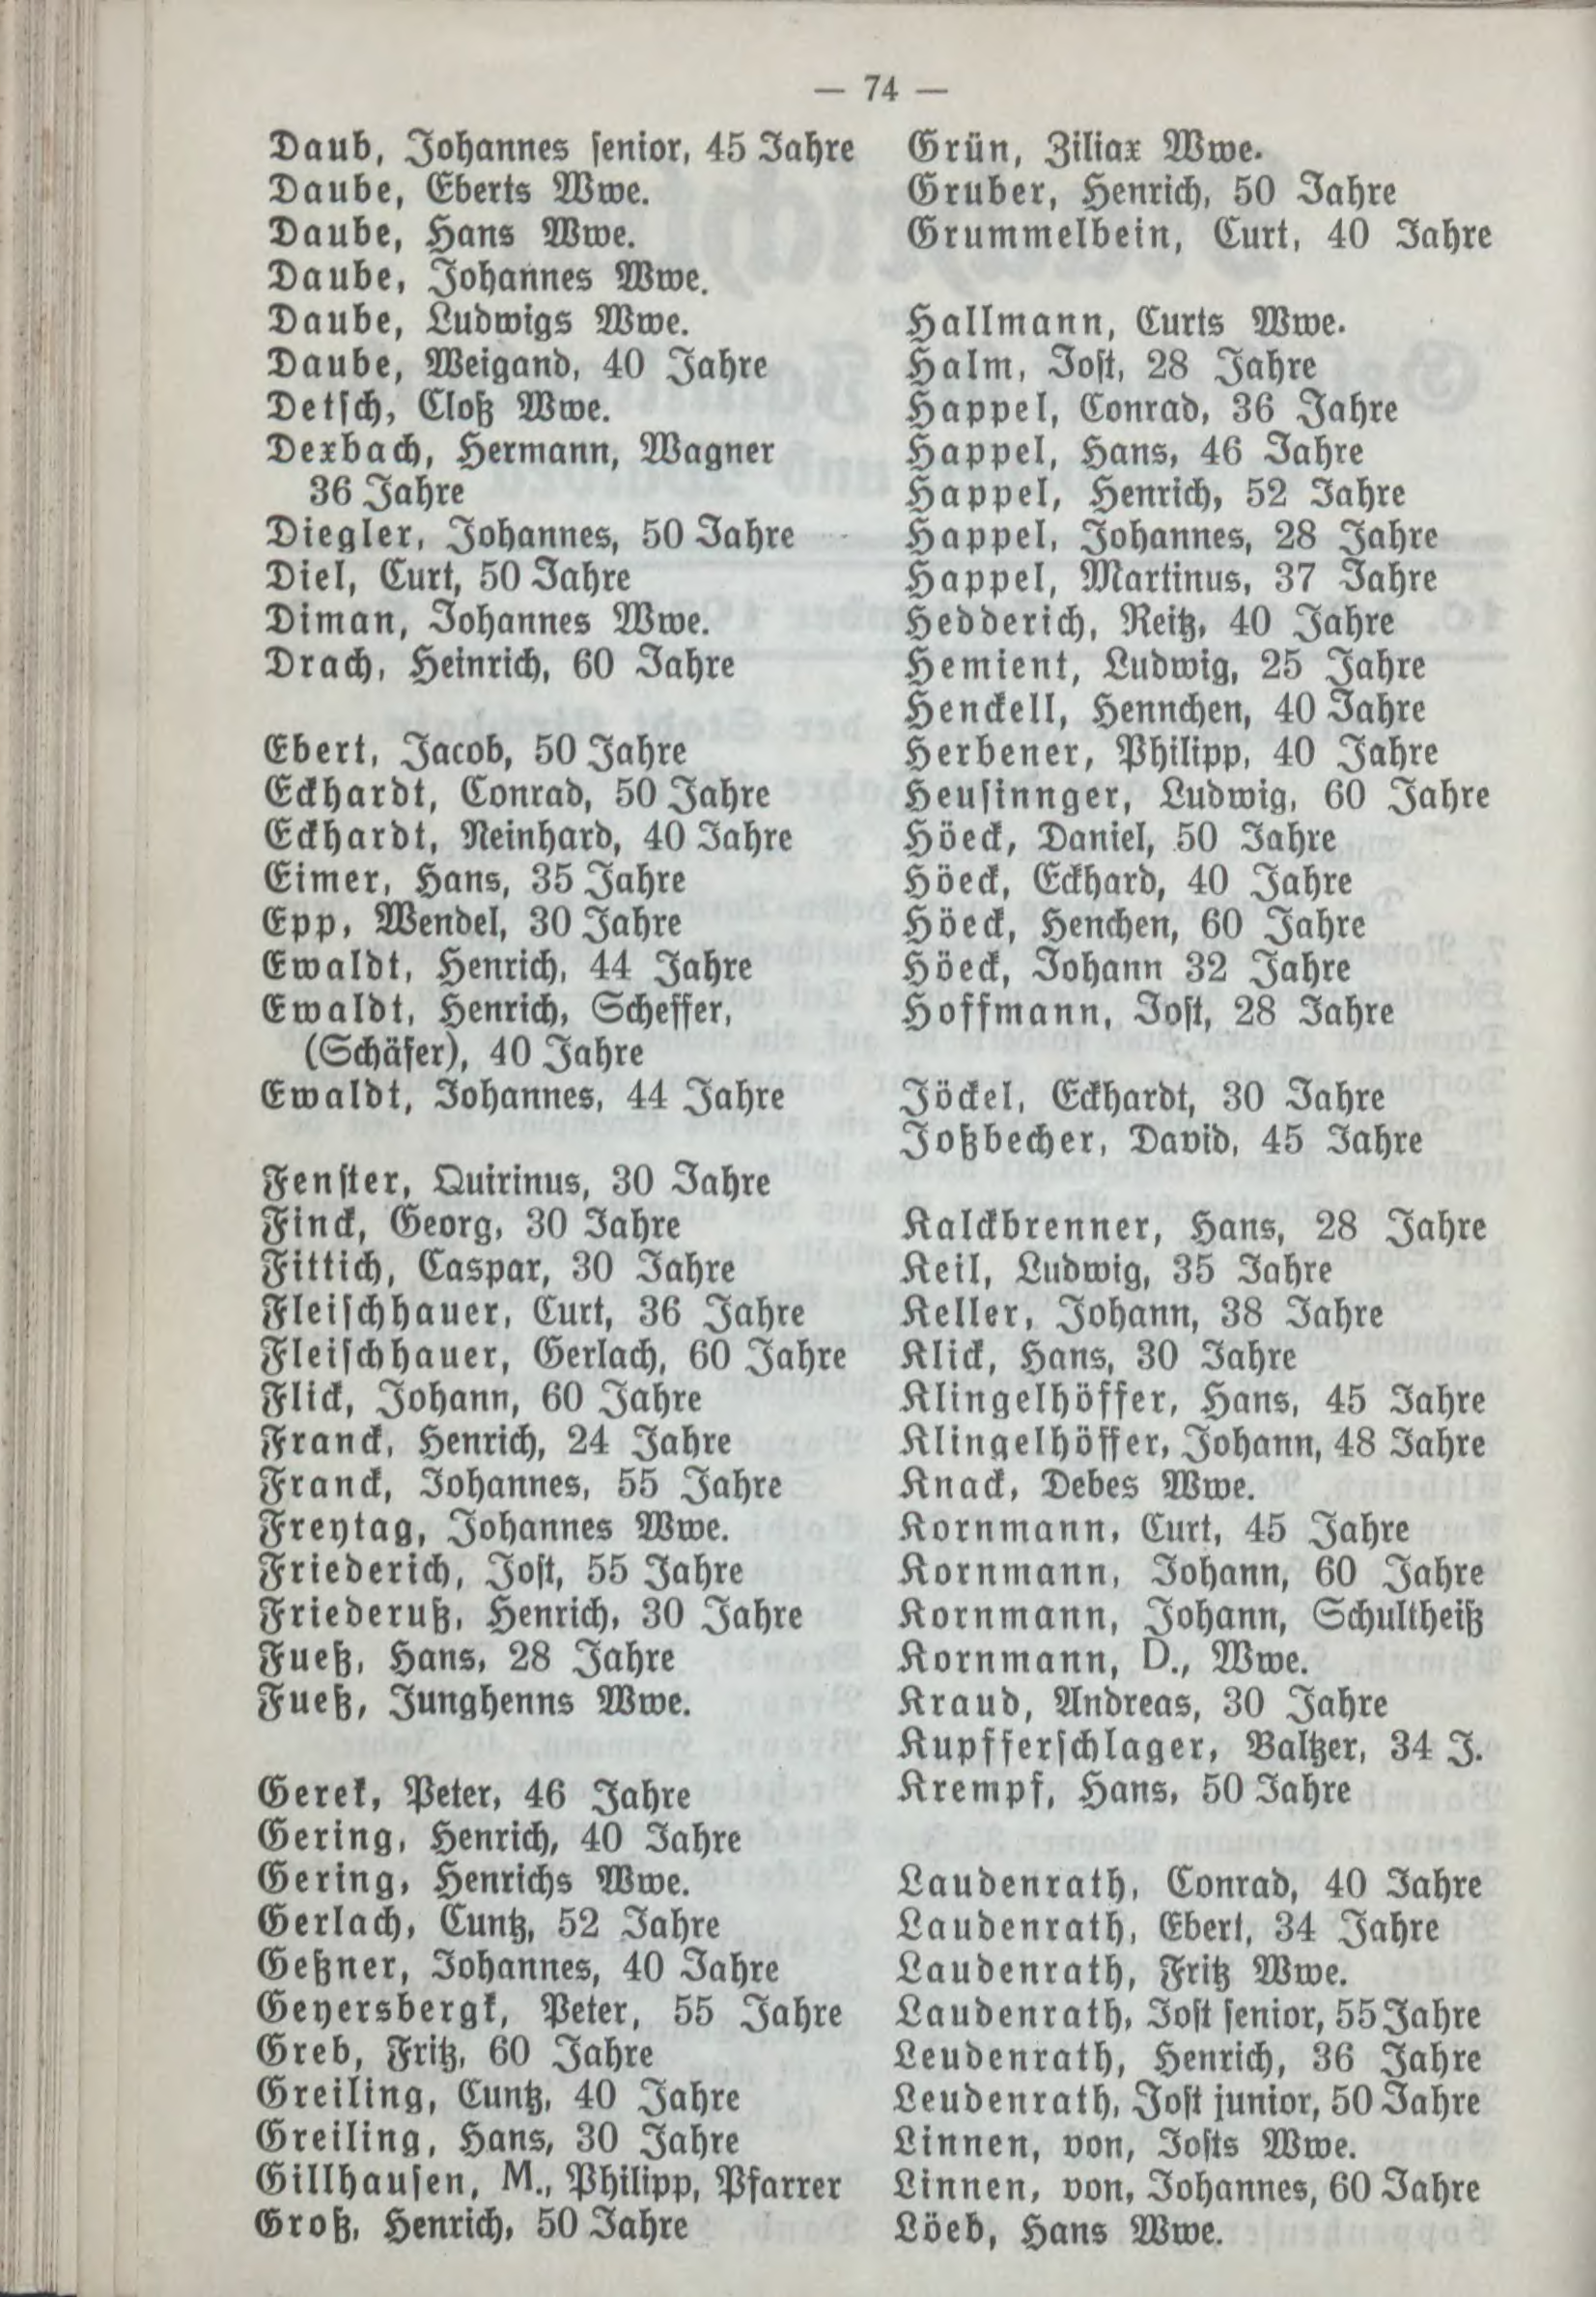 — 74 —
Daub, Johannes senior, 45 Jahre
Daube, Eberts Wwe.
Daube, Hans Wwe.
Daube, Johannes Wwe.
Daube, Ludwigs Wwe.
Daube, Weigand, 40 Jahre
Detsch, Cloß Wwe.
Dexbach, Hermann, Wagner
36 Jahre
Diegler, Johannes, 50 Jahre
Diel, Curt, 50 Jahre
Diman, Johannes Wwe.
Drach, Heinrich, 60 Jahre
Ebert, Jacob, 50 Jahre
Eckhardt, Conrad, 50 Jahre
Eckhardt, Reinhard, 40 Jahre
Eimer, Hans, 35 Jahre
Epp, Wendel, 30 Jahre
Ewaldt, Henrich, 44 Jahre
Ewaldt, Henrich, Scheffer,
(Schäfer), 40 Jahre
Ewaldt, Johannes, 44 Jahre
Fenster, Quirinus, 30 Jahre
Finck, Georg, 30 Jahre
Fittich, Caspar, 30 Jahre
Fleischhauer, Curt, 36 Jahre
Fleischhauer, Gerlach, 60 Jahre
Flick, Johann, 60 Jahre
Franck, Henrich, 24 Jahre
Franck, Johannes, 55 Jahre
Freytag, Johannes Wwe.
Friederich, Jost, 55 Jahre
Friederuß, Henrich, 30 Jahre
Fueß, Hans, 28 Jahre
Fueß, Junghenns Wwe.
Gerek, Peter, 46 Jahre
Gering, Henrich, 40 Jahre
Gering, Henrichs Wwe.
Gerlach, Cuntz, 52 Jahre
Geßner, Johannes, 40 Jahre
Geyersbergk, Peter, 55 Jahre
Greb, Fritz, 60 Jahre
Greiling, Cuntz, 40 Jahre
Greiling, Hans, 30 Jahre
Gillhausen, M., Philipp, Pfarrer
Groß, Henrich, 50 Jahre
Grün, Ziliax Wwe.
Gruber, Henrich, 50 Jahre
Grummelbein, Curt, 40 Jahre
Hallmann, Curts Wwe.
Halm, Jost, 28 Jahre
Happel, Conrad, 36 Jahre
Happel, Hans, 46 Jahre
Happel, Henrich, 52 Jahre
Happel, Johannes, 28 Jahre
Happel, Martinus, 37 Jahre
Hedderich, Reitz, 40 Jahre
Hemient, Ludwig, 25 Jahre
Henckell, Hennchen, 40 Jahre
Herbener, Philipp, 40 Jahre
Heusinnger, Ludwig, 60 Jahre
Höeck, Daniel, 50 Jahre
Höeck, Eckhard, 40 Jahre
Höeck, Henchen, 60 Jahre
Höeck, Johann 32 Jahre
Hoffmann, Jost, 28 Jahre
Jöckel, Eckhardt, 30 Jahre
Joßbecher, David, 45 Jahre
Kalckbrenner, Hans, 28 Jahre
Keil, Ludwig, 35 Jahre
Keller, Johann, 38 Jahre
Klick, Hans, 30 Jahre
Klingelhöffer, Hans, 45 Jahre
Klingelhöffer, Johann, 48 Jahre
Knack, Debes Wwe.
Kornmann, Curt, 45 Jahre
Kornmann, Johann, 60 Jahre
Kornmann, Johann, Schultheiß
Kornmann, D., Wwe.
Kraud, Andreas, 30 Jahre
Kupfferschlager, Baltzer, 34 J.
Krempf, Hans, 50 Jahre
Laudenrath, Conrad, 40 Jahre
Laudenrath, Ebert, 34 Jahre
Laudenrath, Fritz Wwe.
Laudenrath, Jost senior, 55 Jahre
Leudenrath, Henrich, 36 Jahre
Leudenrath, Jost junior, 50 Jahre
Linnen, von, Josts Wwe.
Linnen, von, Johannes, 60 Jahre
Löeb, Hans Wwe.